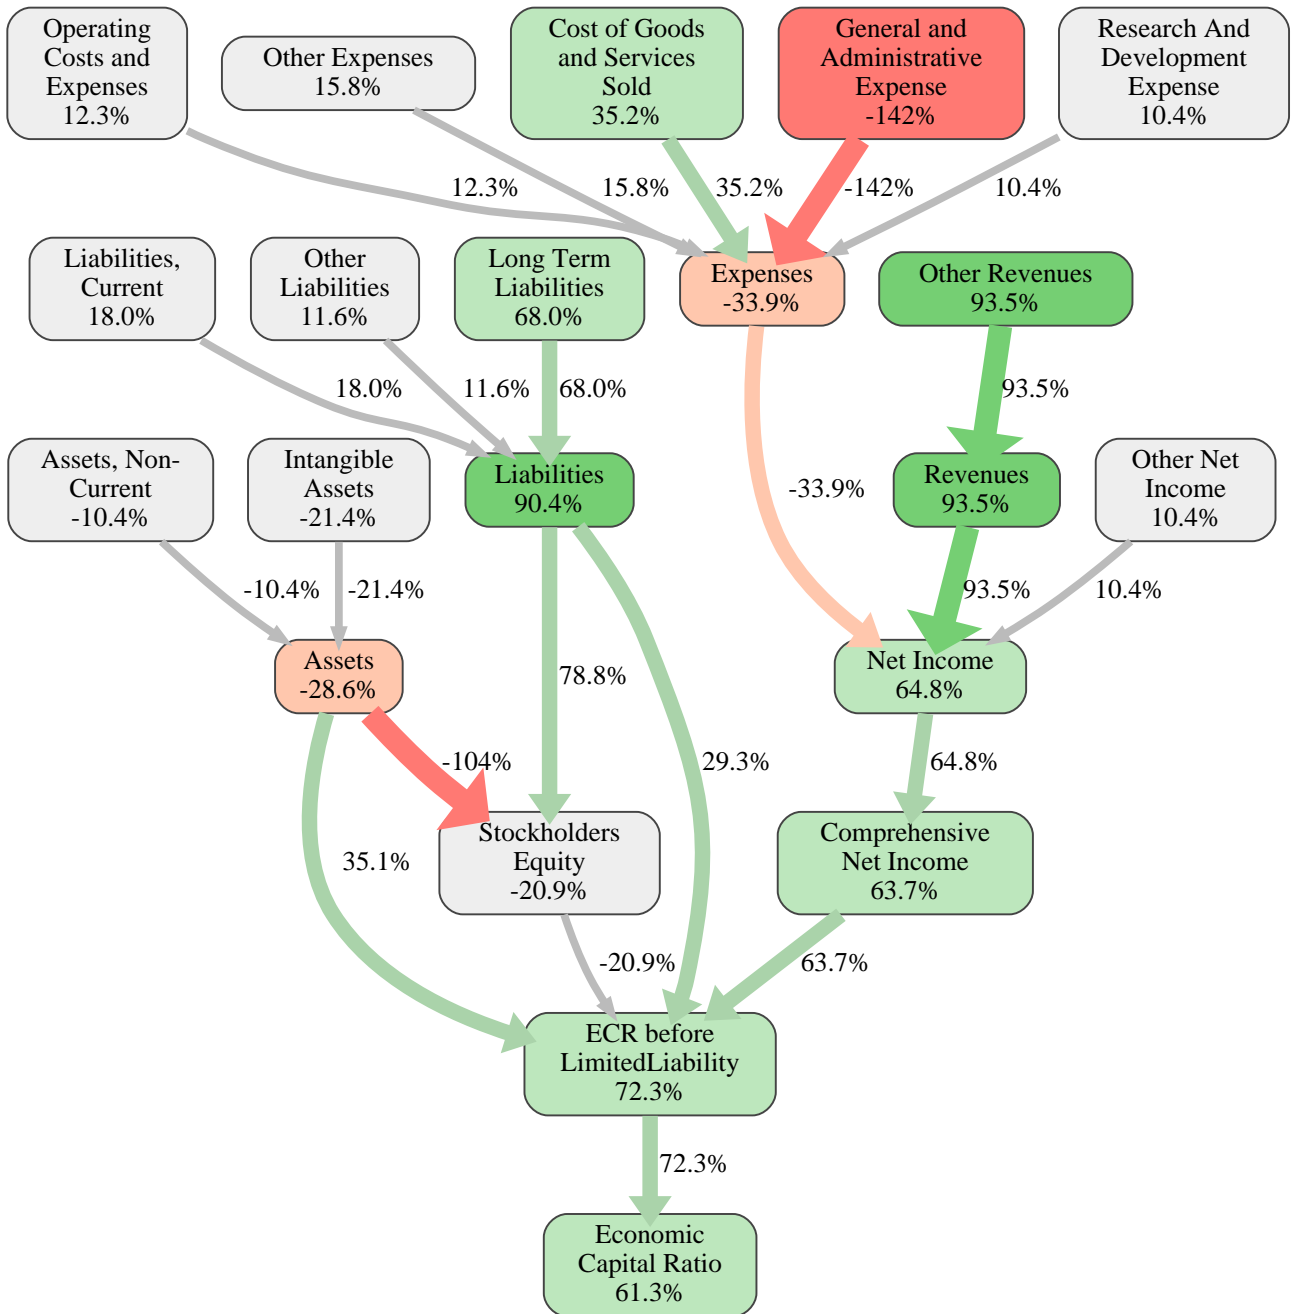 Operating
Costs and
Expenses
12.3%
Other Expenses
15.8%
Cost of Goods
and Services
Sold
35.2%
General and
Administrative
Expense
-142%
Research And
Development
Expense
10.4%
12.3%
15.8%
35.2%
-142%
10.4%
Liabilities,
Current
18.0%
Other
Liabilities
11.6%
Long Term
Liabilities
68.0%
Expenses
-33.9%
Other Revenues
93.5%
18.0%
11.6%
68.0%
93.5%
Assets, Non-
Current
-10.4%
Intangible
Assets
-21.4%
Liabilities
90.4%
-33.9%
Revenues
93.5%
Other Net
Income
10.4%
-10.4%
-21.4%
93.5%
10.4%
Assets
-28.6%
78.8%
Net Income
64.8%
-104%
29.3%
64.8%
35.1%
Stockholders
Equity
-20.9%
Comprehensive
Net Income
63.7%
-20.9%
63.7%
ECR before
LimitedLiability
72.3%
72.3%
Economic
Capital Ratio
61.3%